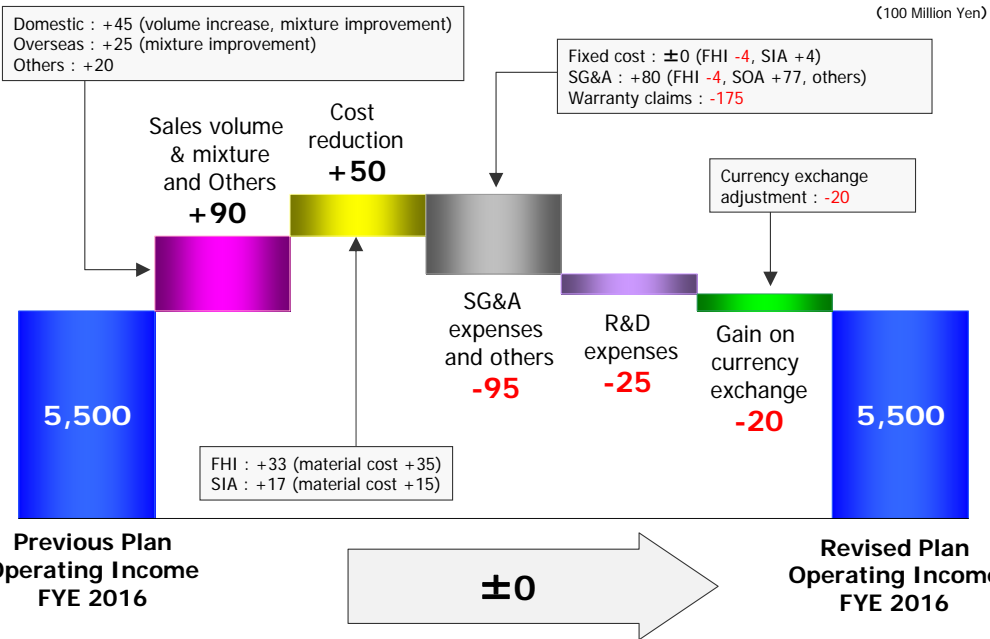 (100 Million Yen)
Domestic : +45 (volume increase, mixture improvement)
Overseas : +25 (mixture improvement)
Others : +20
Fixed cost : ±0 (FHI -4, SIA +4)
SG&A : +80 (FHI -4, SOA +77, others)
Warranty claims : -175
Sales volume
& mixture
and Others
+90
Cost
reduction
+50
Currency exchange
adjustment : -20
SG&A
expenses
and others
-95
R&D
expenses
-25
Gain on
currency
exchange
-20
5,500
5,500
FHI : +33 (material cost +35)
SIA : +17 (material cost +15)
Previous Plan
Operating Income
FYE 2016
±0
Revised Plan
Operating Income
FYE 2016